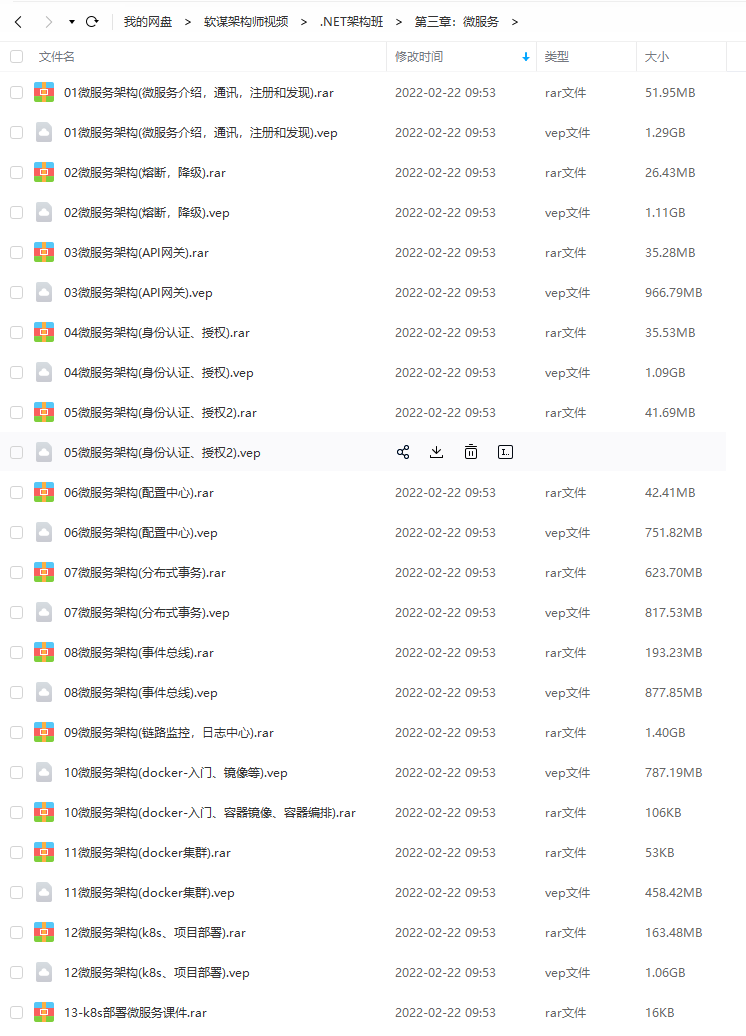 我的网盘 > 软谋架构师视频 > .NET架构班 > 第三章：微服务 >
文件名 修改时间 类型 大小
01微服务架构(微服务介绍，通讯，注册和发现).rar 2022-02-22 09:53 rar文件 51.95MB
01微服务架构(微服务介绍，通讯，注册和发现).vep 2022-02-22 09:53 vep文件 1.29GB
02微服务架构(熔断，降级).rar 2022-02-22 09:53 rar文件 26.43MB
02微服务架构(熔断，降级).vep 2022-02-22 09:53 vep文件 1.11GB
03微服务架构(API网关).rar 2022-02-22 09:53 rar文件 35.28MB
03微服务架构(API网关).vep 2022-02-22 09:53 vep文件 966.79MB
04微服务架构(身份认证、授权).rar 2022-02-22 09:53 rar文件 35.53MB
04微服务架构(身份认证、授权).vep 2022-02-22 09:53 vep文件 1.09GB
05微服务架构(身份认证、授权2).rar 2022-02-22 09:53 rar文件 41.69MB
05微服务架构(身份认证、授权2).vep
06微服务架构(配置中心).rar 2022-02-22 09:53 rar文件 42.41MB
06微服务架构(配置中心).vep 2022-02-22 09:53 vep文件 751.82MB
07微服务架构(分布式事务).rar 2022-02-22 09:53 rar文件 623.70MB
07微服务架构(分布式事务).vep 2022-02-22 09:53 vep文件 817.53MB
08微服务架构(事件总线).rar 2022-02-22 09:53 rar文件 193.23MB
08微服务架构(事件总线).vep 2022-02-22 09:53 vep文件 877.85MB
09微服务架构(链路监控，日志中心).rar 2022-02-22 09:53 rar文件 1.40GB
10微服务架构(docker-入门、镜像等).vep 2022-02-22 09:53 vep文件 787.19MB
10微服务架构(docker-入门、容器镜像、容器编排).rar 2022-02-22 09:53 rar文件 106KB
11微服务架构(docker集群).rar 2022-02-22 09:53 rar文件 53KB
11微服务架构(docker集群).vep 2022-02-22 09:53 vep文件 458.42MB
12微服务架构(k8s、项目部署).rar 2022-02-22 09:53 rar文件 163.48MB
12微服务架构(k8s、项目部署).vep 2022-02-22 09:53 vep文件 1.06GB
13-k8s部署微服务课件.rar 2022-02-22 09:53 rar文件 16KB